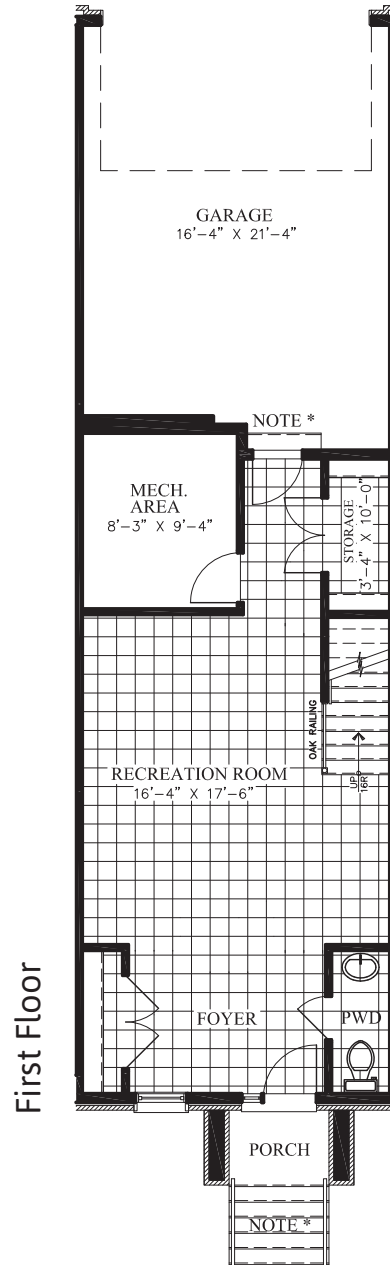 GARAGE
16'-4" X 21'-4"
NOTE *
MECH.
AREA
8'-3" X 9'-4"
STORAGE
3'-4" X 10'-0"
OAK RAILING
RECREATION ROOM
16'-4" X 17'-6"
UP
16R
First Floor
FOYER
PWD
PORCH
NOTE *